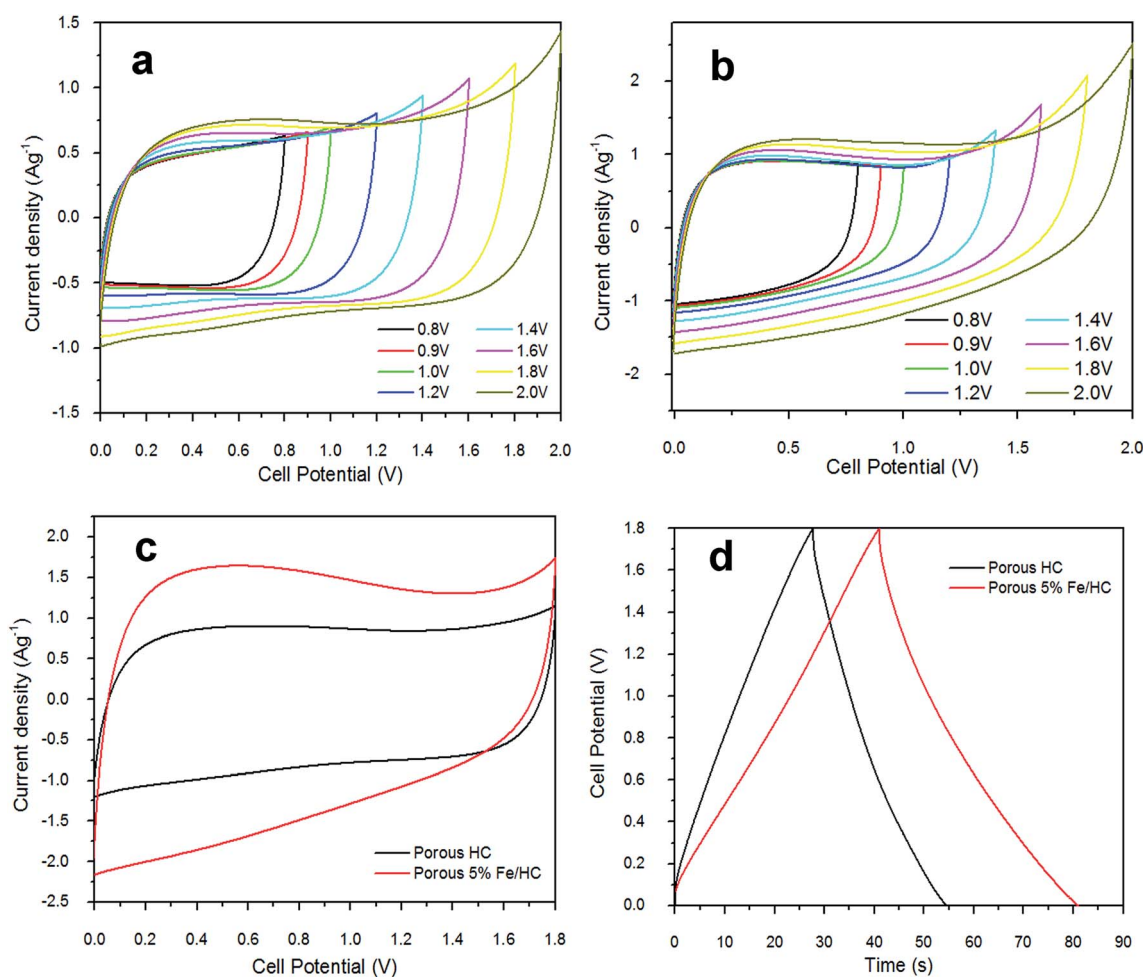 a
1.5
1.0
0.5
0.0
-0.5
-1.0
-1.5
Current density (Ag⁻¹)
0.8V 1.4V
0.9V 1.6V
1.0V 1.8V
1.2V 2.0V
0.0 0.2 0.4 0.6 0.8 1.0 1.2 1.4 1.6 1.8 2.0
Cell Potential (V)
b
2
1
0
-1
-2
Current density (Ag⁻¹)
0.8V 1.4V
0.9V 1.6V
1.0V 1.8V
1.2V 2.0V
0.0 0.5 1.0 1.5 2.0
Cell Potential (V)
c
2.0
1.5
1.0
0.5
0.0
-0.5
-1.0
-1.5
-2.0
-2.5
Current density (Ag⁻¹)
Porous HC
Porous 5% Fe/HC
0.0 0.2 0.4 0.6 0.8 1.0 1.2 1.4 1.6 1.8
Cell Potential (V)
d
1.8
1.6
1.4
1.2
1.0
0.8
0.6
0.4
0.2
0.0
Cell Potential (V)
Porous HC
Porous 5% Fe/HC
0 10 20 30 40 50 60 70 80 90
Time (s)